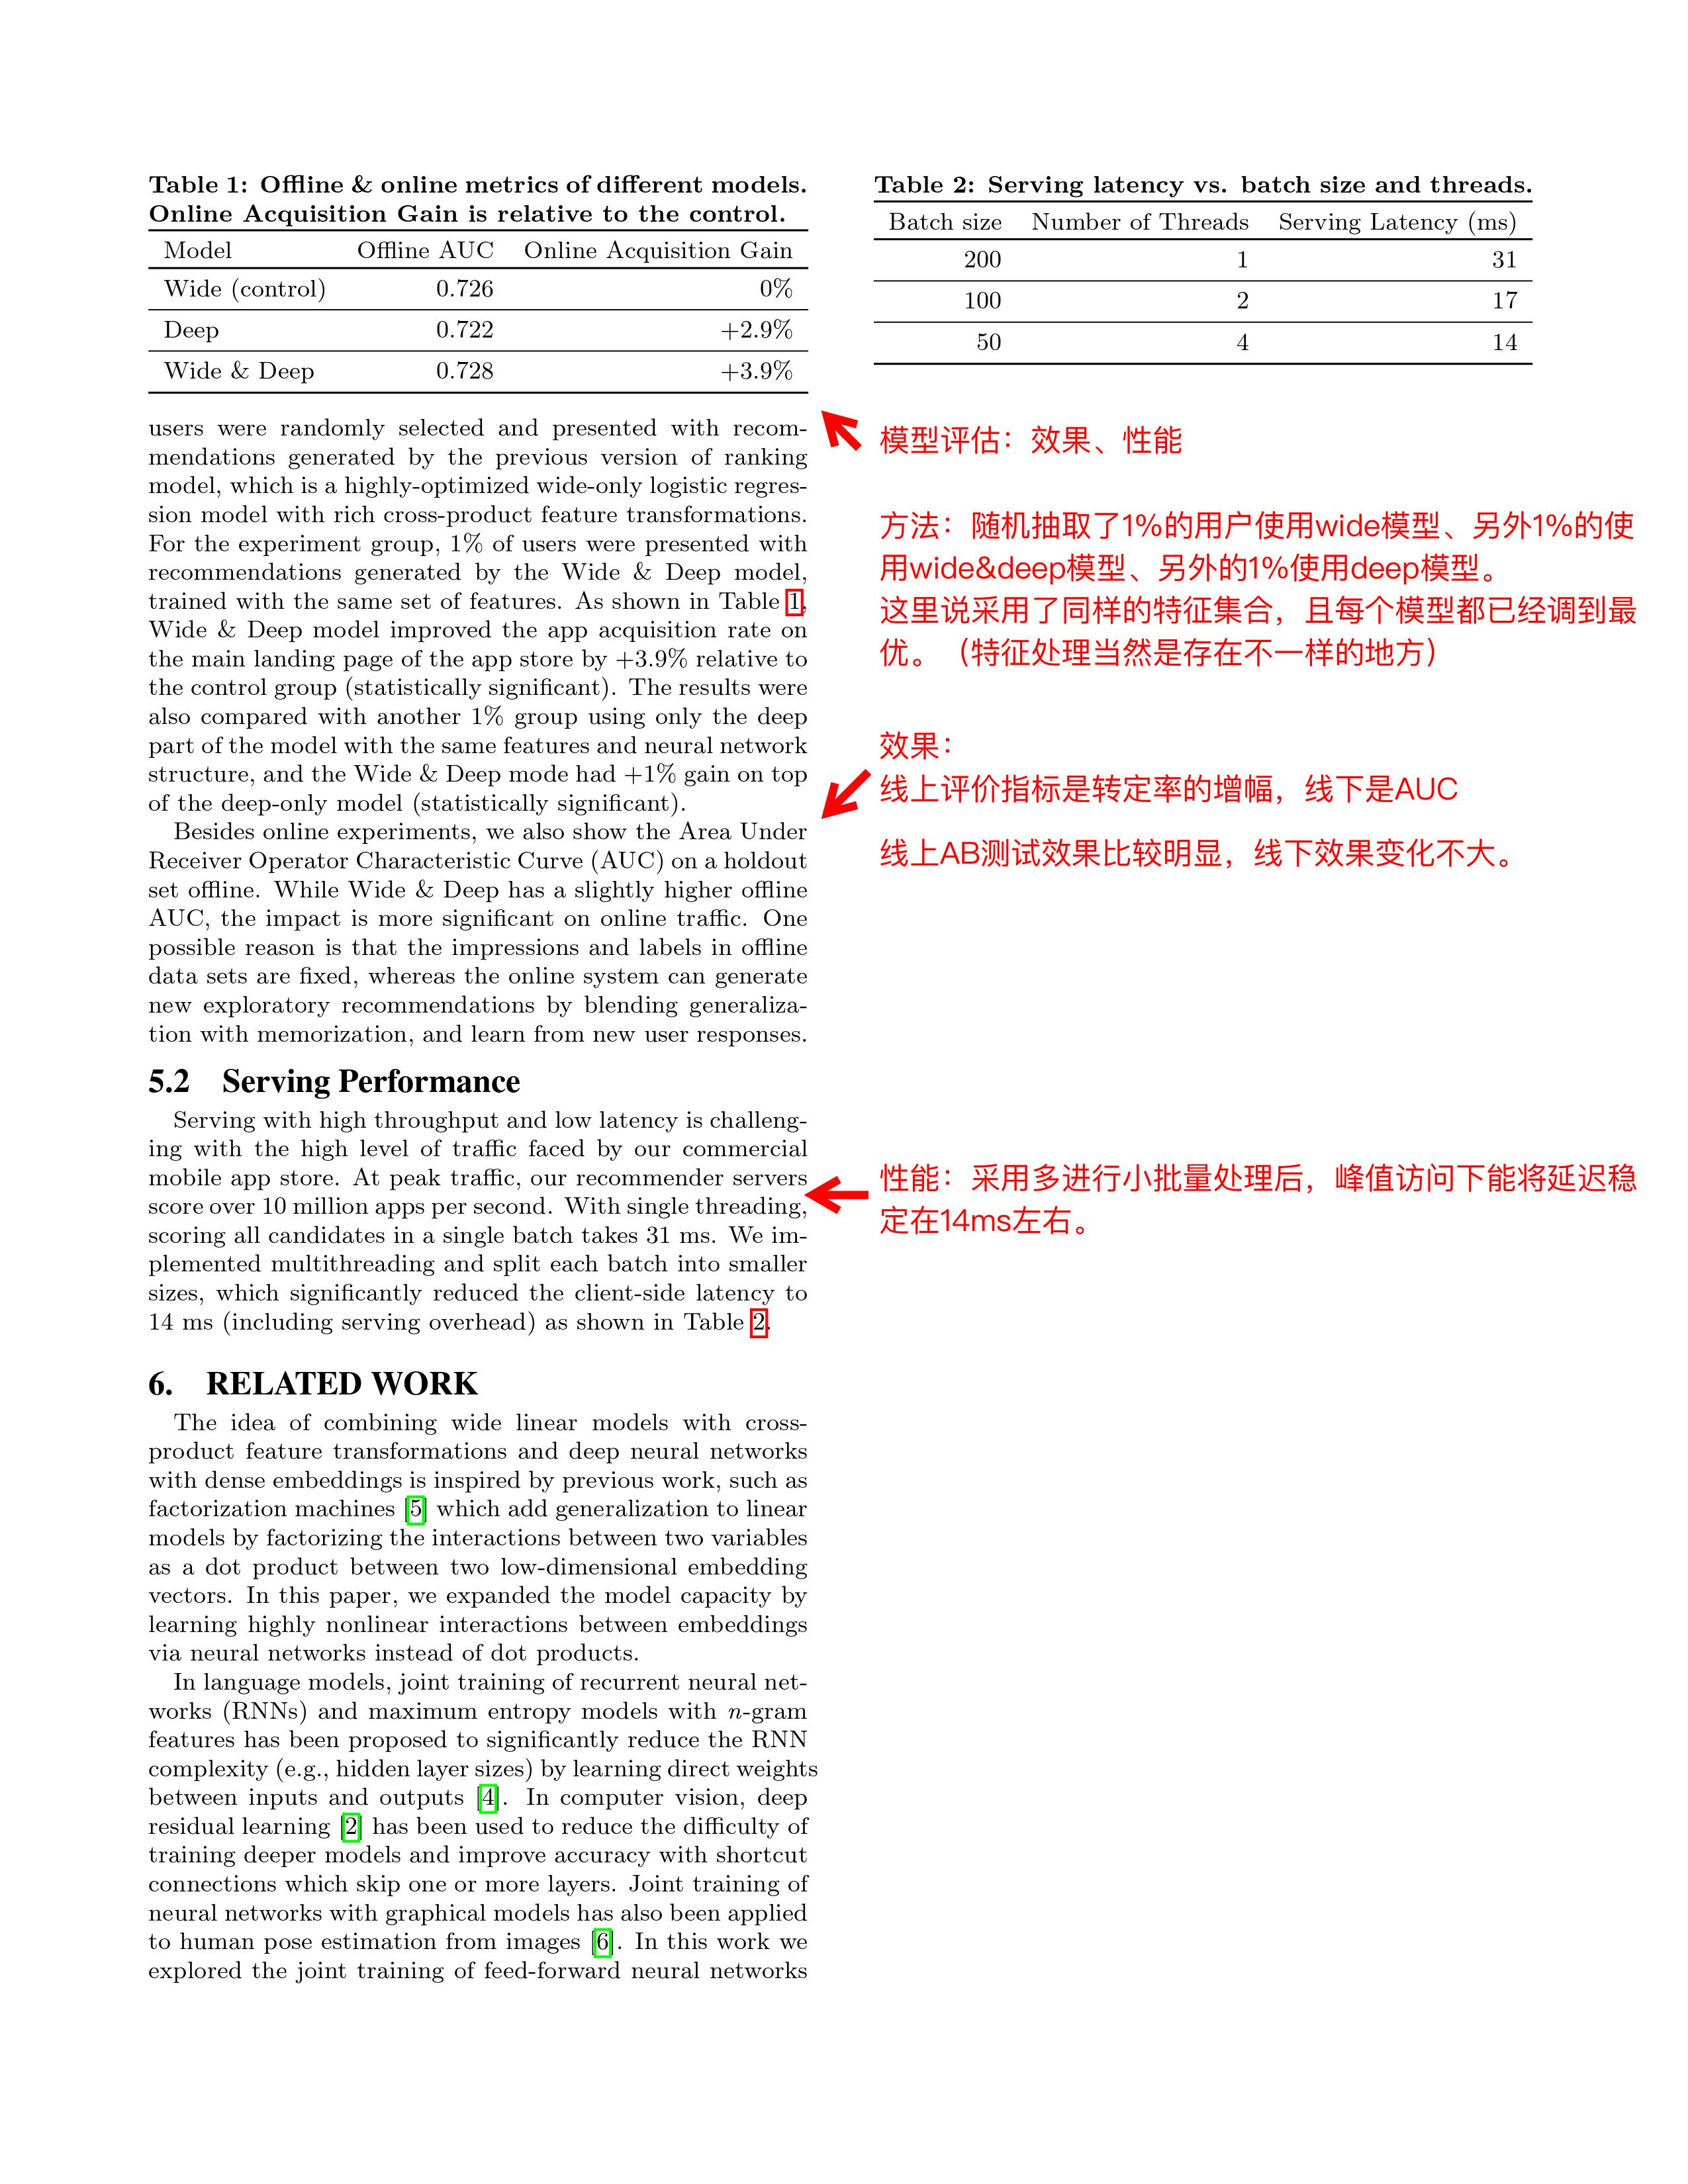 Table 1: Offline & online metrics of different models.
Online Acquisition Gain is relative to the control.
Model Offline AUC Online Acquisition Gain
Wide (control) 0.726 0%
Deep 0.722 +2.9%
Wide & Deep 0.728 +3.9%
users were randomly selected and presented with recom-
mendations generated by the previous version of ranking
model, which is a highly-optimized wide-only logistic regres-
sion model with rich cross-product feature transformations.
For the experiment group, 1% of users were presented with
recommendations generated by the Wide & Deep model,
trained with the same set of features. As shown in Table 1,
Wide & Deep model improved the app acquisition rate on
the main landing page of the app store by +3.9% relative to
the control group (statistically significant). The results were
also compared with another 1% group using only the deep
part of the model with the same features and neural network
structure, and the Wide & Deep mode had +1% gain on top
of the deep-only model (statistically significant).
Besides online experiments, we also show the Area Under
Receiver Operator Characteristic Curve (AUC) on a holdout
set offline. While Wide & Deep has a slightly higher offline
AUC, the impact is more significant on online traffic. One
possible reason is that the impressions and labels in offline
data sets are fixed, whereas the online system can generate
new exploratory recommendations by blending generaliza-
tion with memorization, and learn from new user responses.
5.2 Serving Performance
Serving with high throughput and low latency is challeng-
ing with the high level of traffic faced by our commercial
mobile app store. At peak traffic, our recommender servers
score over 10 million apps per second. With single threading,
scoring all candidates in a single batch takes 31 ms. We im-
plemented multithreading and split each batch into smaller
sizes, which significantly reduced the client-side latency to
14 ms (including serving overhead) as shown in Table 2.
6. RELATED WORK
The idea of combining wide linear models with cross-
product feature transformations and deep neural networks
with dense embeddings is inspired by previous work, such as
factorization machines [5] which add generalization to linear
models by factorizing the interactions between two variables
as a dot product between two low-dimensional embedding
vectors. In this paper, we expanded the model capacity by
learning highly nonlinear interactions between embeddings
via neural networks instead of dot products.
In language models, joint training of recurrent neural net-
works (RNNs) and maximum entropy models with n-gram
features has been proposed to significantly reduce the RNN
complexity (e.g., hidden layer sizes) by learning direct weights
between inputs and outputs [4]. In computer vision, deep
residual learning [2] has been used to reduce the difficulty of
training deeper models and improve accuracy with shortcut
connections which skip one or more layers. Joint training of
neural networks with graphical models has also been applied
to human pose estimation from images [6]. In this work we
explored the joint training of feed-forward neural networks
Table 2: Serving latency vs. batch size and threads.
Batch size Number of Threads Serving Latency (ms)
200 1 31
100 2 17
50 4 14
模型评估：效果、性能
方法：随机抽取了1%的用户使用wide模型、另外1%的使
用wide&deep模型、另外的1%使用deep模型。
这里说采用了同样的特征集合，且每个模型都已经调到最
优。（特征处理当然是存在不一样的地方）
效果：
线上评价指标是转定率的增幅，线下是AUC
线上AB测试效果比较明显，线下效果变化不大。
性能：采用多进行小批量处理后，峰值访问下能将延迟稳
定在14ms左右。